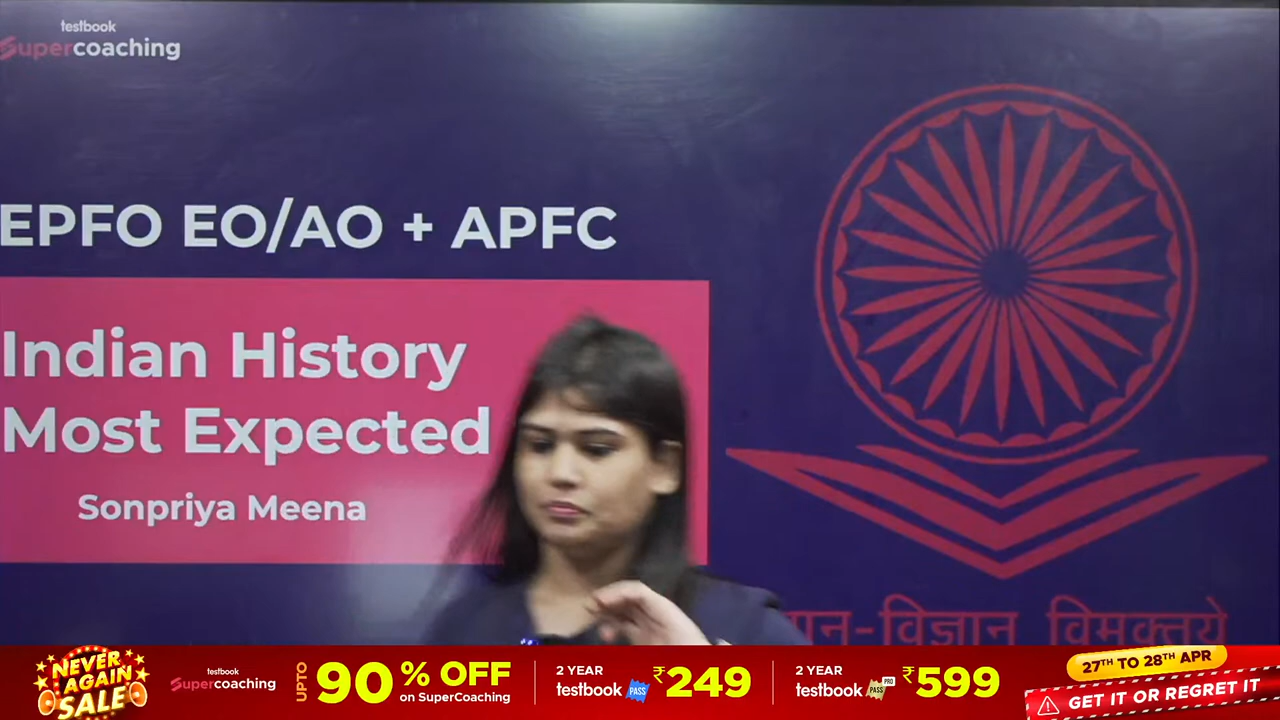 testbook
Supercoaching
EPFO EO/AO + APFC
Indian History
Most Expected
Sonpriya Meena
-विज्ञान विमुक्तये
NEVER
AGAIN
SALE
testbook
Supercoaching
UPTO
90% OFF
on SuperCoaching
2 YEAR
testbook PASS
₹249
2 YEAR
testbook PASS PRO
₹599
27TH TO 28TH APR
GET IT OR REGRET IT